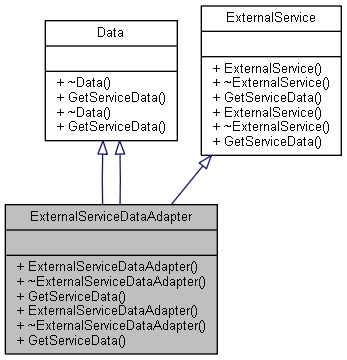 Data
+ ~Data()
+ GetServiceData()
+ ~Data()
+ GetServiceData()
ExternalService
+ ExternalService()
+ ~ExternalService()
+ GetServiceData()
+ ExternalService()
+ ~ExternalService()
+ GetServiceData()
ExternalServiceDataAdapter
+ ExternalServiceDataAdapter()
+ ~ExternalServiceDataAdapter()
+ GetServiceData()
+ ExternalServiceDataAdapter()
+ ~ExternalServiceDataAdapter()
+ GetServiceData()